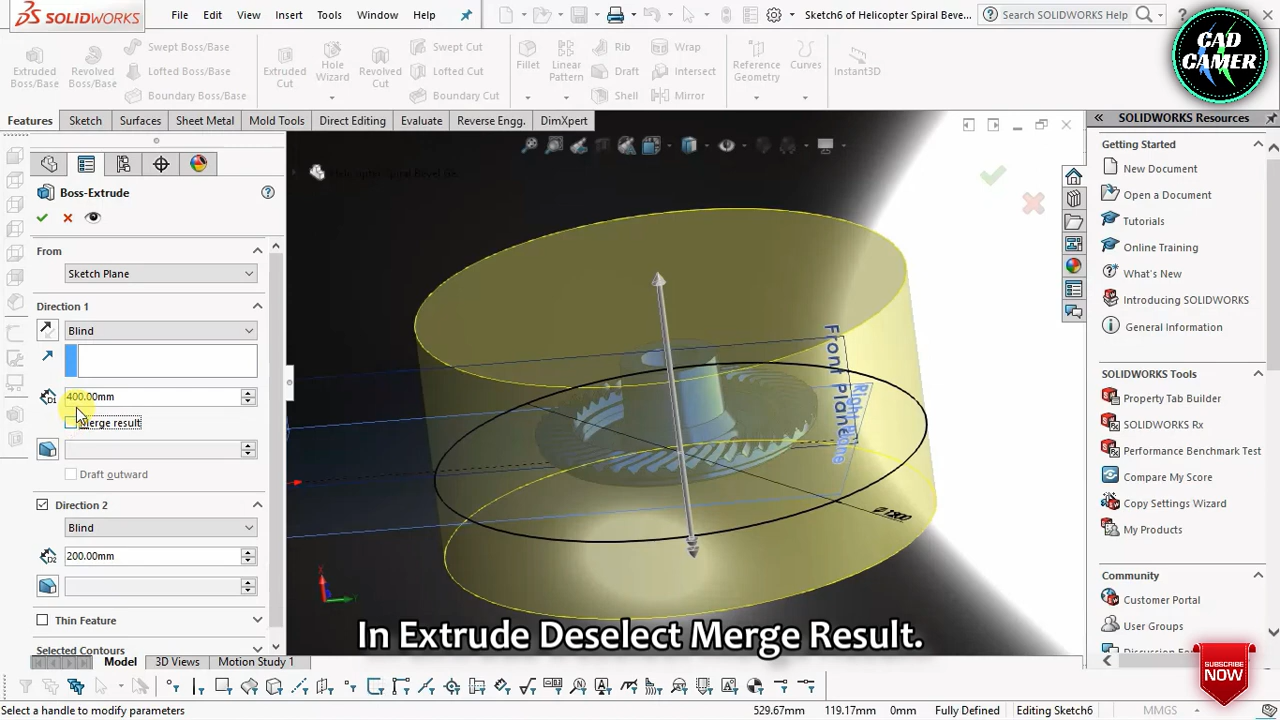 SOLIDWORKS
File Edit View Insert Tools Window Help
Sketch6 of Helicopter Spiral Beve...
Search SOLIDWORKS Help
CAD
GAMER
Extruded
Boss/Base
Revolved
Boss/Base
Swept Boss/Base
Lofted Boss/Base
Boundary Boss/Base
Extruded
Cut
Hole
Wizard
Revolved
Cut
Swept Cut
Lofted Cut
Boundary Cut
Fillet
Linear
Pattern
Rib
Draft
Shell
Wrap
Intersect
Mirror
Reference
Geometry
Curves
Instant3D
Features Sketch Surfaces Sheet Metal Mold Tools Direct Editing Evaluate Reverse Engg. DimXpert
SOLIDWORKS Resources
Boss-Extrude
From
Sketch Plane
Direction 1
Blind
400.00mm
Merge result
Draft outward
Direction 2
Blind
200.00mm
Thin Feature
Selected Contours
Front Plane
Right Plane
Getting Started
New Document
Open a Document
Tutorials
Online Training
What's New
Introducing SOLIDWORKS
General Information
SOLIDWORKS Tools
Property Tab Builder
SOLIDWORKS Rx
Performance Benchmark Test
Compare My Score
Copy Settings Wizard
My Products
Community
Customer Portal
User Groups
In Extrude Deselect Merge Result.
SUBSCRIBE
NOW
Model 3D Views Motion Study 1
Select a handle to modify parameters
529.67mm 119.17mm 0mm Fully Defined Editing Sketch6 MMGS